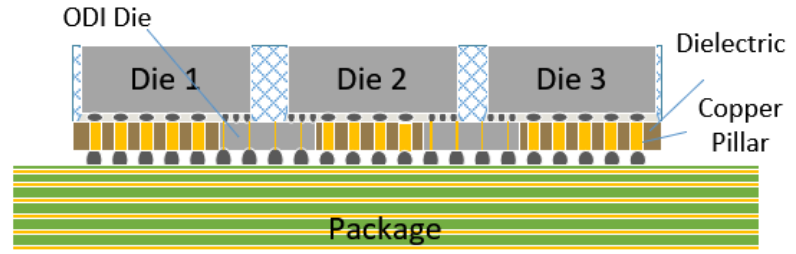 ODI Die
Dielectric
Die 1
Die 2
Die 3
Copper
Pillar
Package